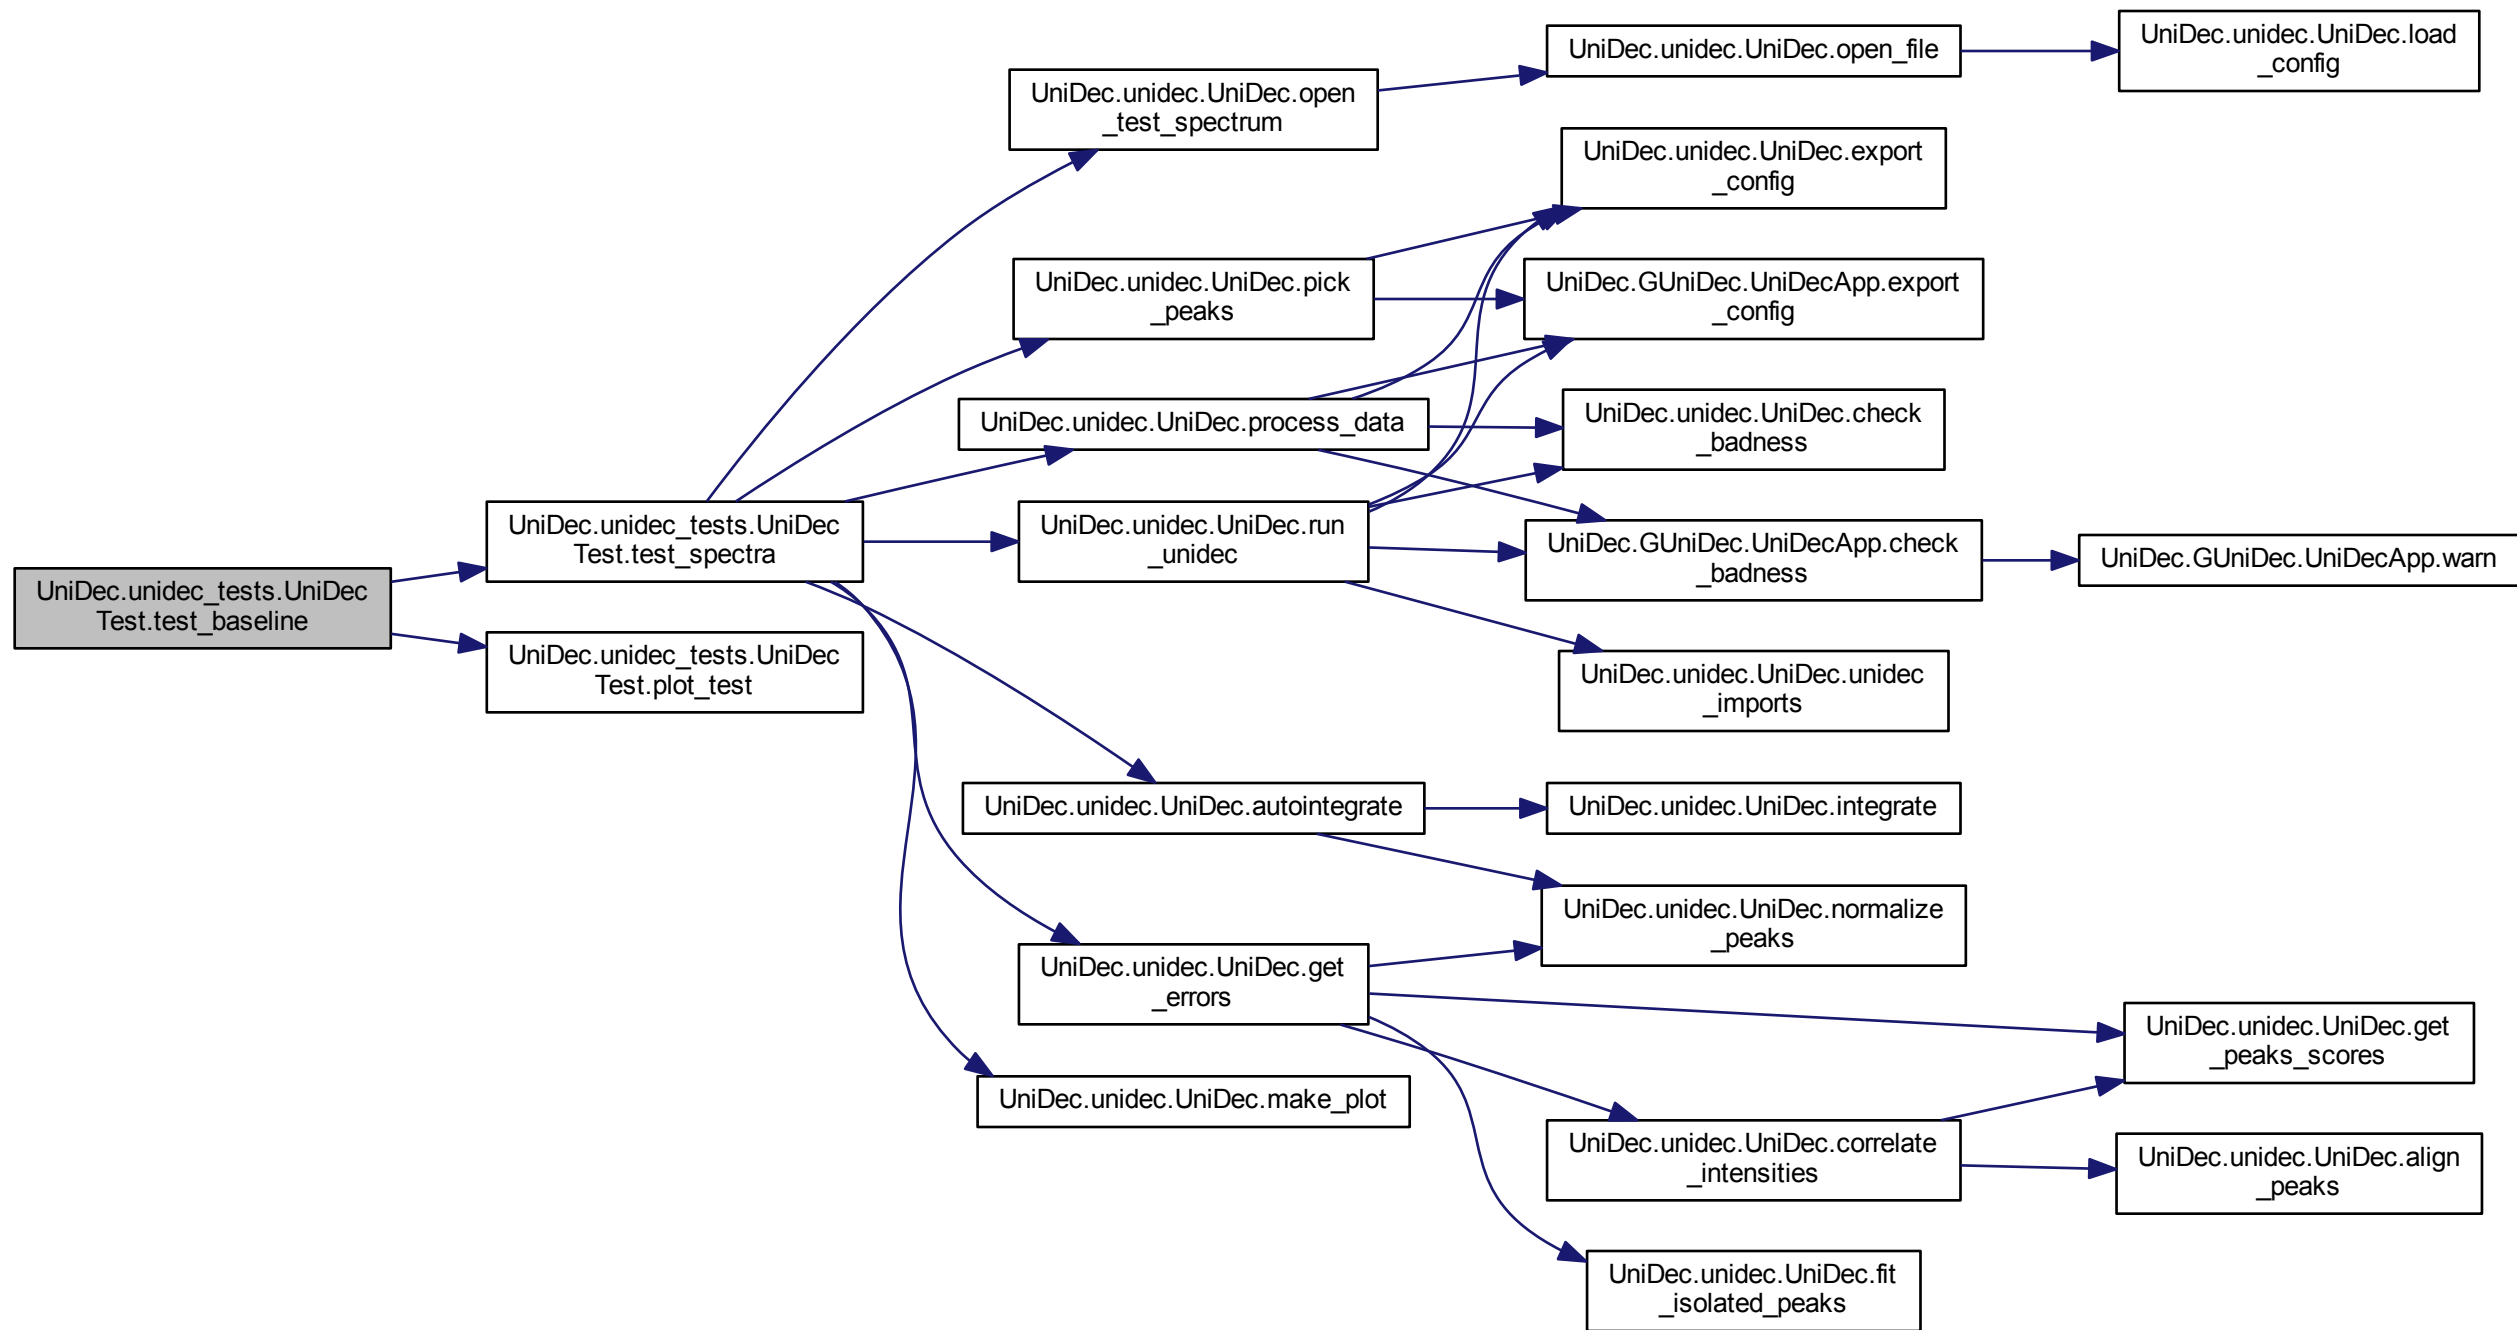 UniDec.unidec_tests.UniDec
Test.test_baseline
UniDec.unidec_tests.UniDec
Test.test_spectra
UniDec.unidec_tests.UniDec
Test.plot_test
UniDec.unidec.UniDec.open
_test_spectrum
UniDec.unidec.UniDec.pick
_peaks
UniDec.unidec.UniDec.process_data
UniDec.unidec.UniDec.run
_unidec
UniDec.unidec.UniDec.autointegrate
UniDec.unidec.UniDec.get
_errors
UniDec.unidec.UniDec.make_plot
UniDec.unidec.UniDec.open_file
UniDec.unidec.UniDec.export
_config
UniDec.GUniDec.UniDecApp.export
_config
UniDec.unidec.UniDec.check
_badness
UniDec.GUniDec.UniDecApp.check
_badness
UniDec.unidec.UniDec.unidec
_imports
UniDec.unidec.UniDec.integrate
UniDec.unidec.UniDec.normalize
_peaks
UniDec.unidec.UniDec.correlate
_intensities
UniDec.unidec.UniDec.fit
_isolated_peaks
UniDec.unidec.UniDec.load
_config
UniDec.GUniDec.UniDecApp.warn
UniDec.unidec.UniDec.get
_peaks_scores
UniDec.unidec.UniDec.align
_peaks